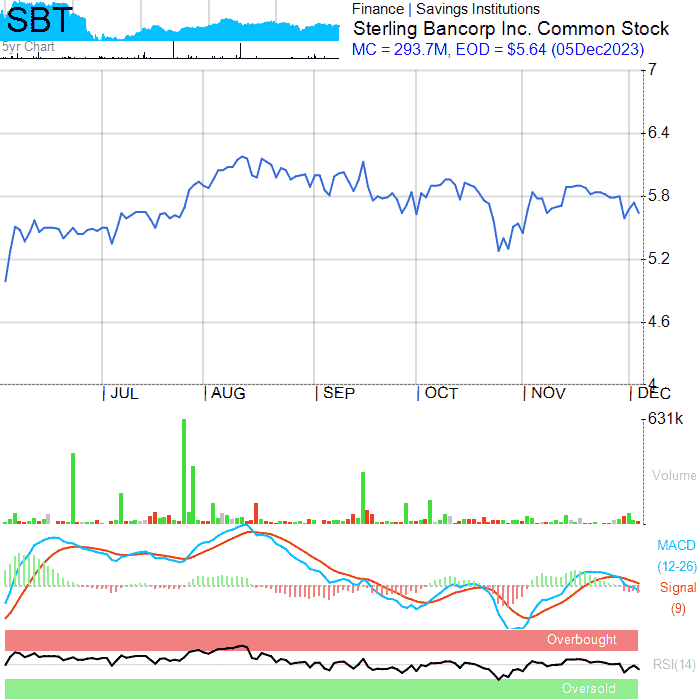 SBT
5yr Chart
Finance | Savings Institutions
Sterling Bancorp Inc. Common Stock
MC = 293.7M, EOD = $5.64 (05Dec2023)
7
6.4
5.8
5.2
4.6
4
JUL AUG SEP OCT NOV DEC
631k
Volume
MACD
(12-26)
Signal
(9)
Overbought
RSI(14)
Oversold